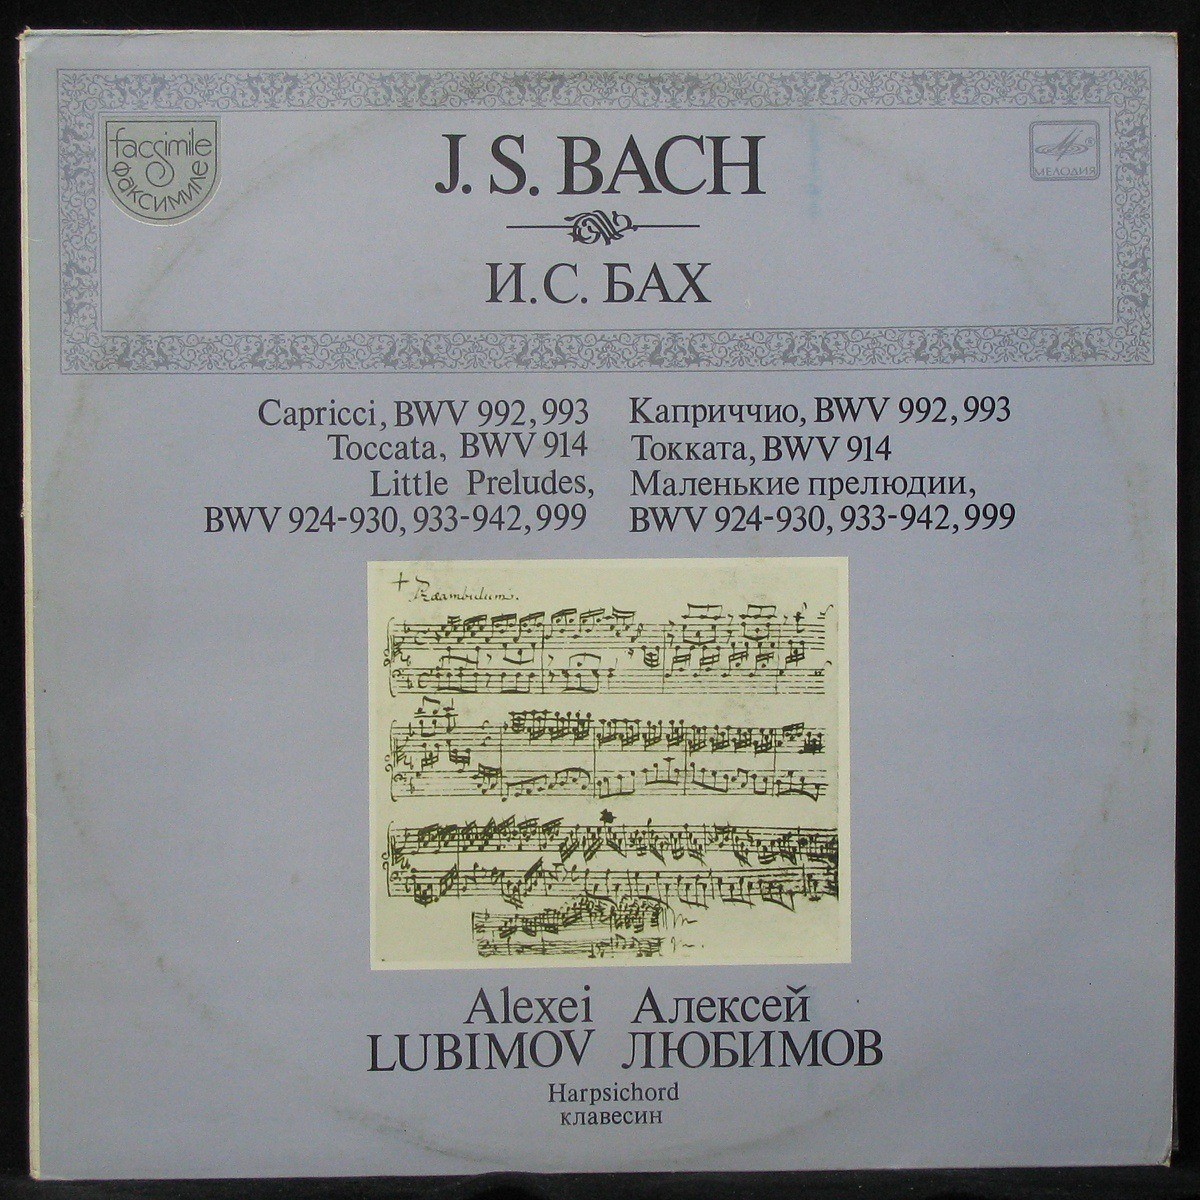 facsimile
факсимиле
J. S. BACH
МЕЛОДИЯ
И.С. БАХ
Capricci, BWV 992, 993
Toccata, BWV 914
Little Preludes,
BWV 924-930, 933-942, 999
Каприччио, BWV 992, 993
Токката, BWV 914
Маленькие прелюдии,
BWV 924-930, 933-942, 999
Praeambulum.
Alexei
LUBIMOV
Алексей
ЛЮБИМОВ
Harpsichord
клавесин